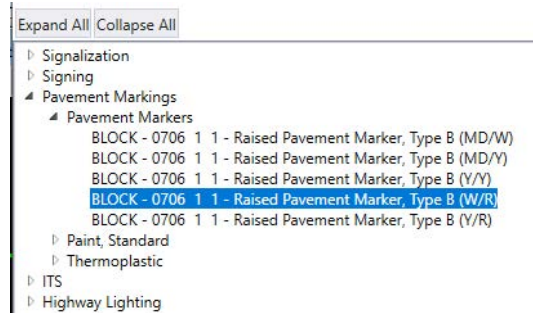 Expand All Collapse All
Signalization
Signing
Pavement Markings
Pavement Markers
BLOCK - 0706 1 1 - Raised Pavement Marker, Type B (MD/W)
BLOCK - 0706 1 1 - Raised Pavement Marker, Type B (MD/Y)
BLOCK - 0706 1 1 - Raised Pavement Marker, Type B (Y/Y)
BLOCK - 0706 1 1 - Raised Pavement Marker, Type B (W/R)
BLOCK - 0706 1 1 - Raised Pavement Marker, Type B (Y/R)
Paint, Standard
Thermoplastic
ITS
Highway Lighting